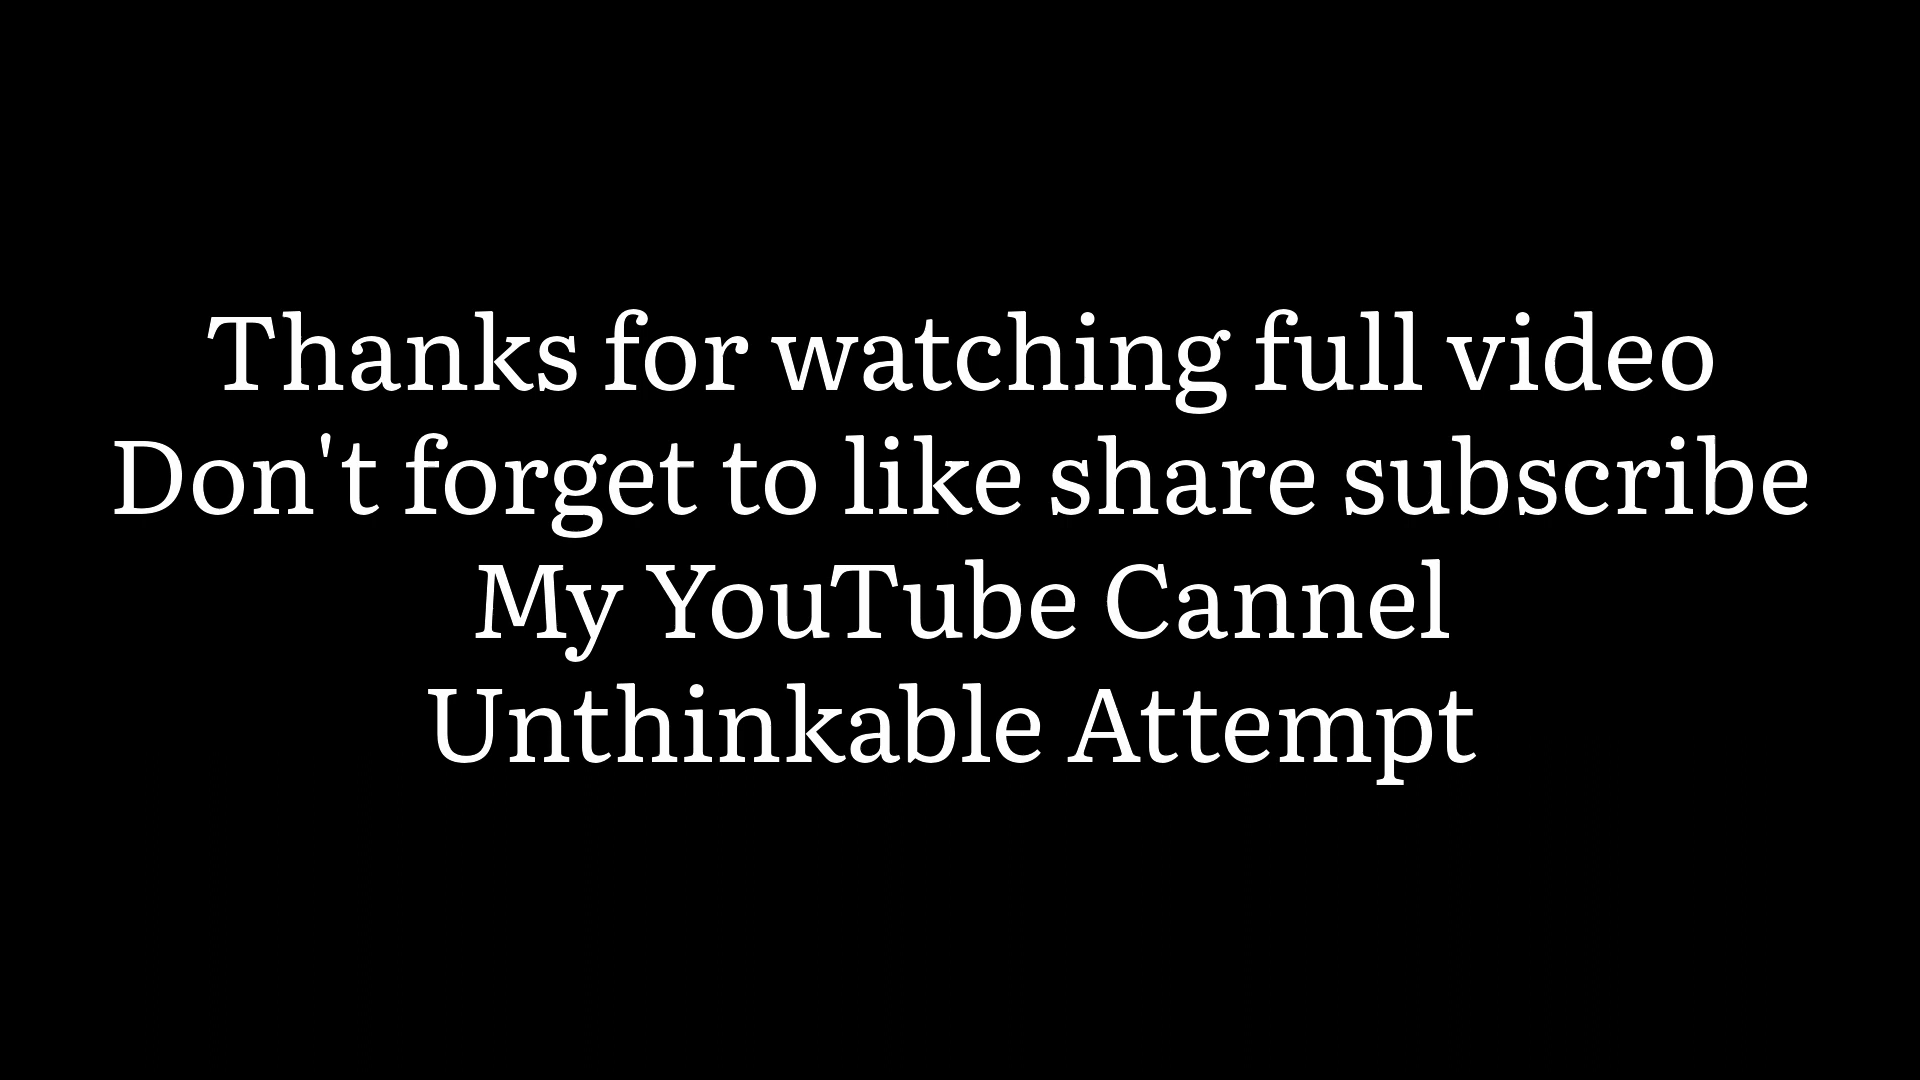 Thanks for watching full video
Don't forget to like share subscribe
My YouTube Cannel
Unthinkable Attempt